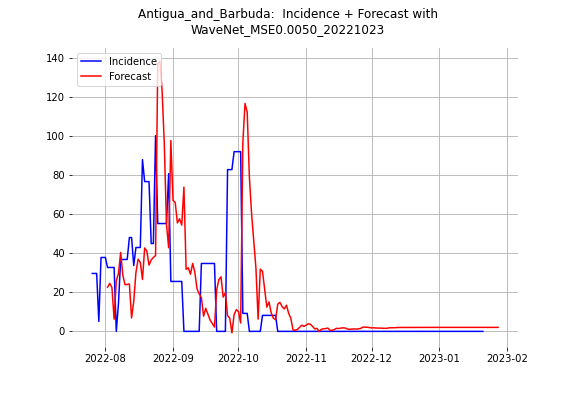 Antigua_and_Barbuda:  Incidence + Forecast with
WaveNet_MSE0.0050_20221023
Incidence
Forecast
140
120
100
80
60
40
20
0
2022-08 2022-09 2022-10 2022-11 2022-12 2023-01 2023-02